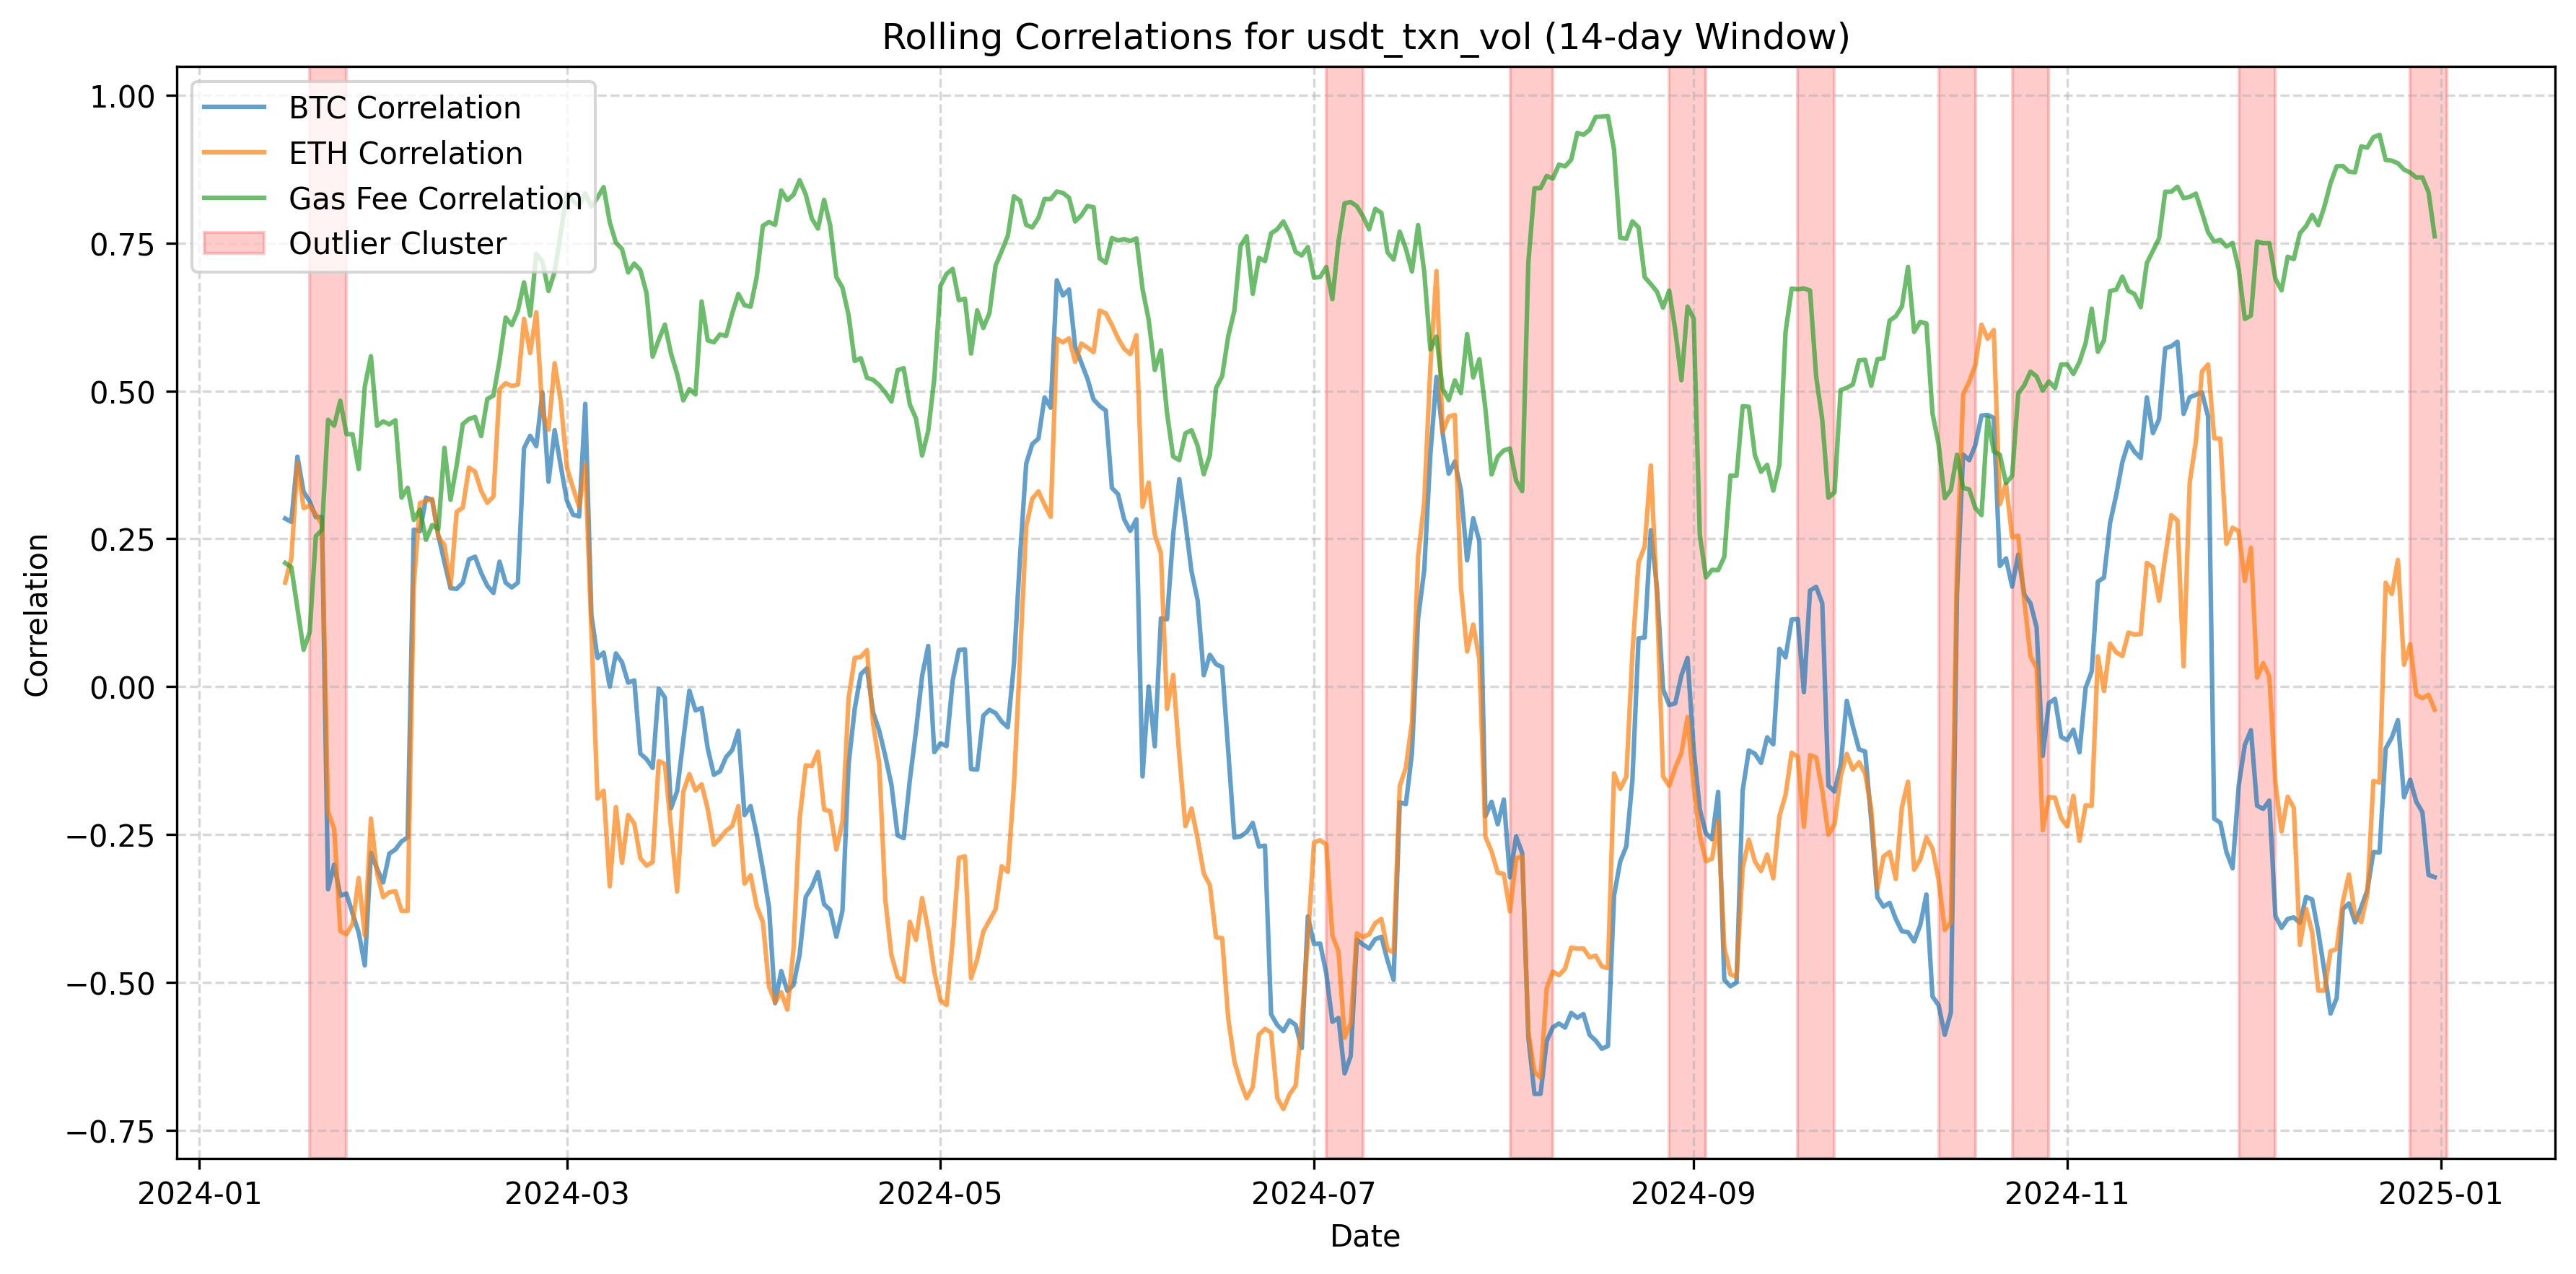 Rolling Correlations for usdt_txn_vol (14-day Window)
BTC Correlation
ETH Correlation
Gas Fee Correlation
Outlier Cluster
Correlation
1.00
0.75
0.50
0.25
0.00
−0.25
−0.50
−0.75
2024-01
2024-03
2024-05
2024-07
2024-09
2024-11
2025-01
Date